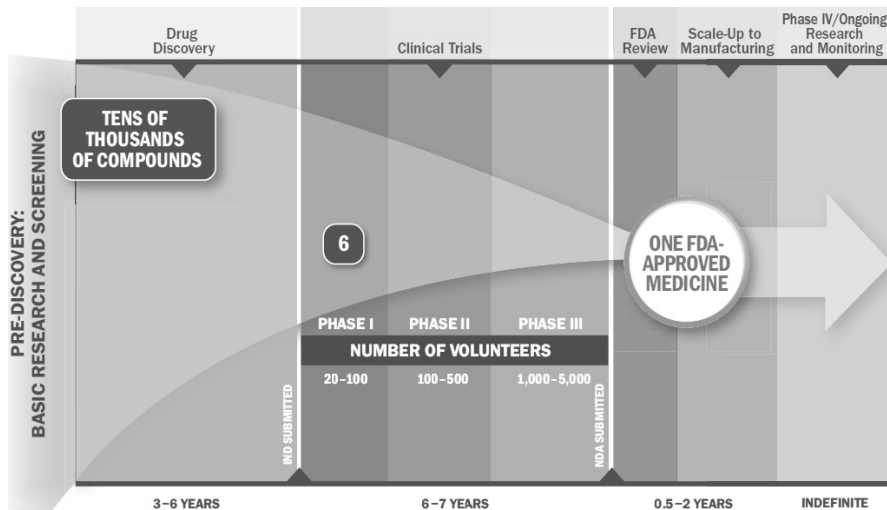 Drug
Discovery
Clinical Trials
FDA
Review
Scale-Up to
Manufacturing
Phase IV/Ongoing
Research
and Monitoring
PRE-DISCOVERY:
BASIC RESEARCH AND SCREENING
TENS OF
THOUSANDS
OF COMPOUNDS
6
ONE FDA-
APPROVED
MEDICINE
PHASE I
PHASE II
PHASE III
NUMBER OF VOLUNTEERS
20–100
100–500
1,000–5,000
IND SUBMITTED
NDA SUBMITTED
3–6 YEARS
6–7 YEARS
0.5–2 YEARS
INDEFINITE